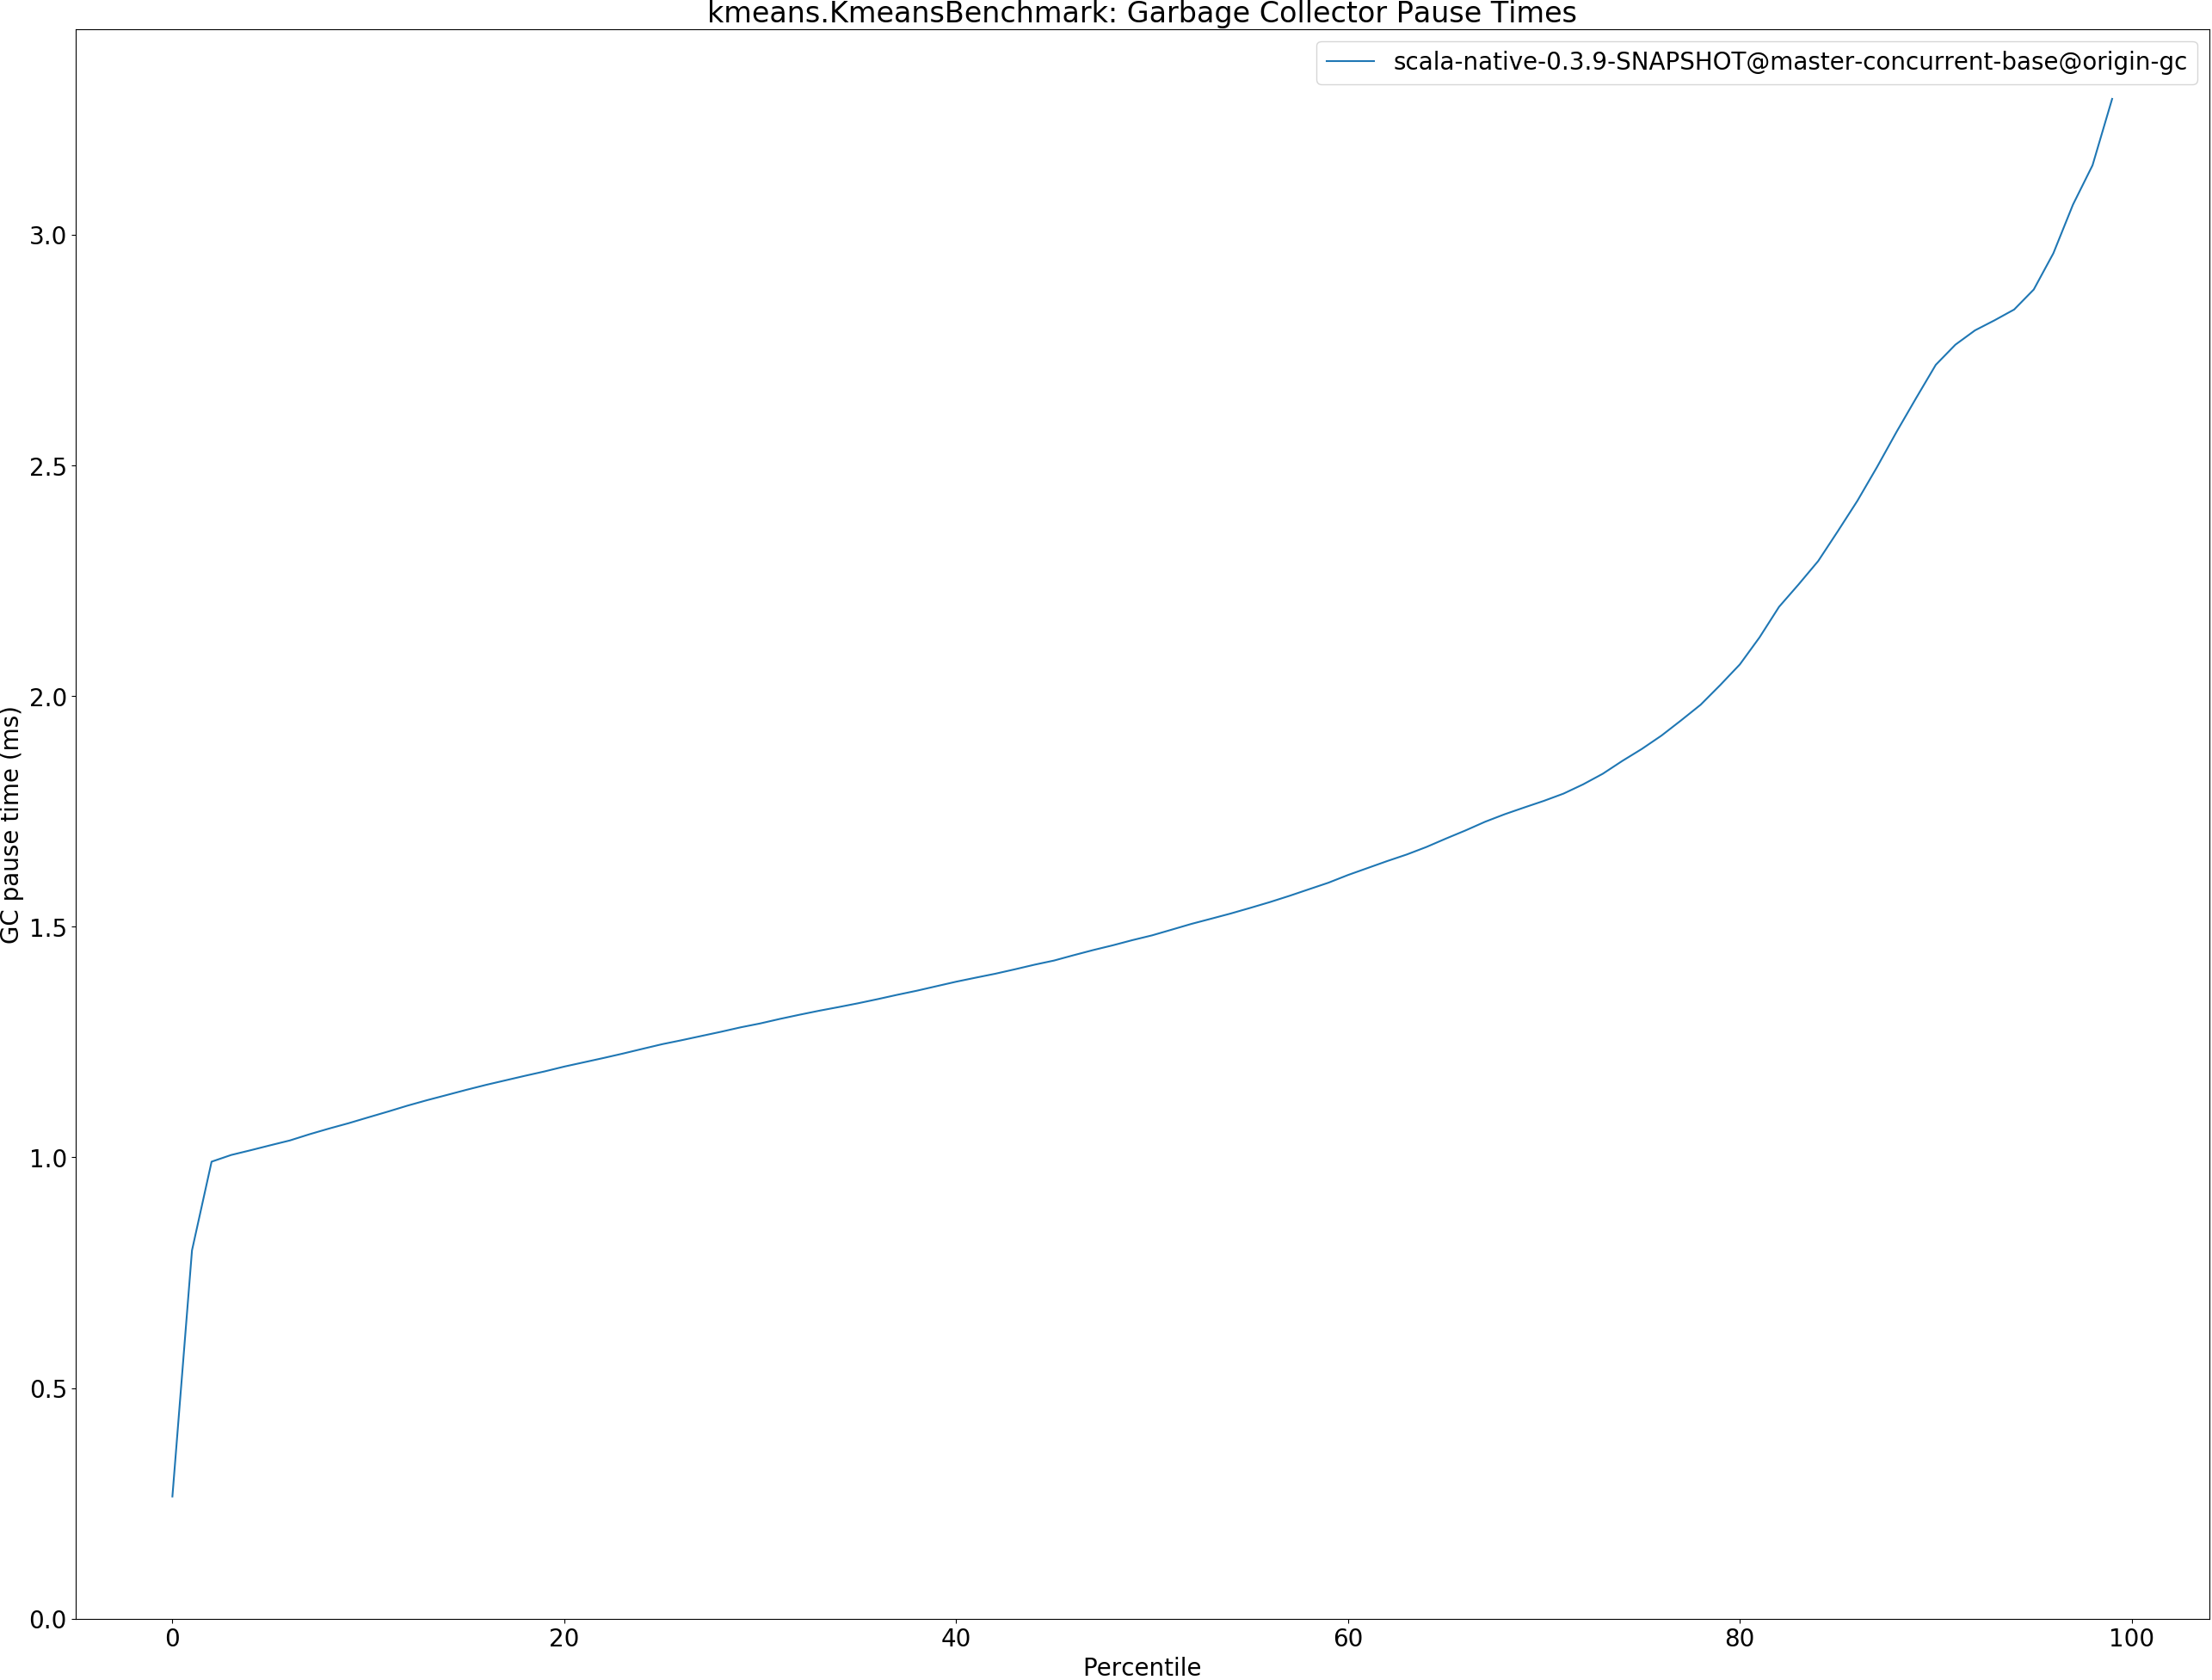 kmeans.KmeansBenchmark: Garbage Collector Pause Times
scala-native-0.3.9-SNAPSHOT@master-concurrent-base@origin-gc
3.0
2.5
2.0
1.5
1.0
0.5
0.0
GC pause time (ms)
0 20 40 60 80 100
Percentile